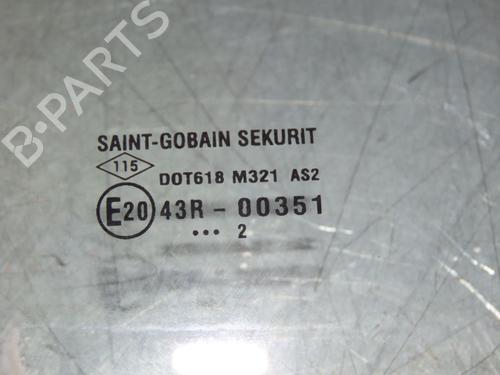 B-PARTS
SAINT-GOBAIN SEKURIT
115
DOT618 M321 AS2
E20 43R - 00351
••• 2